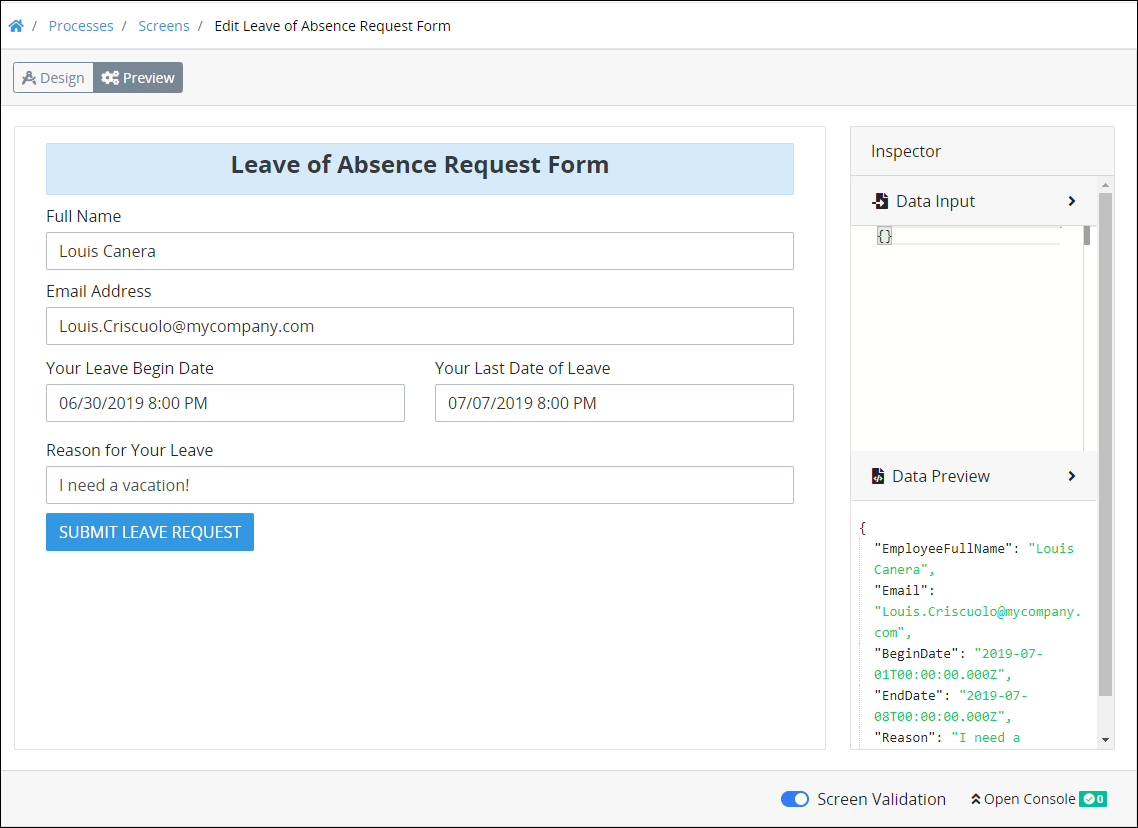 / Processes / Screens / Edit Leave of Absence Request Form
Design Preview
Leave of Absence Request Form
Full Name
Louis Canera
Email Address
Louis.Criscuolo@mycompany.com
Your Leave Begin Date Your Last Date of Leave
06/30/2019 8:00 PM 07/07/2019 8:00 PM
Reason for Your Leave
I need a vacation!
SUBMIT LEAVE REQUEST
Inspector
Data Input
{}
Data Preview
{
"EmployeeFullName": "Louis
Canera",
"Email":
"Louis.Criscuolo@mycompany.
com",
"BeginDate": "2019-07-
01T00:00:00.000Z",
"EndDate": "2019-07-
08T00:00:00.000Z",
"Reason": "I need a
Screen Validation Open Console 0